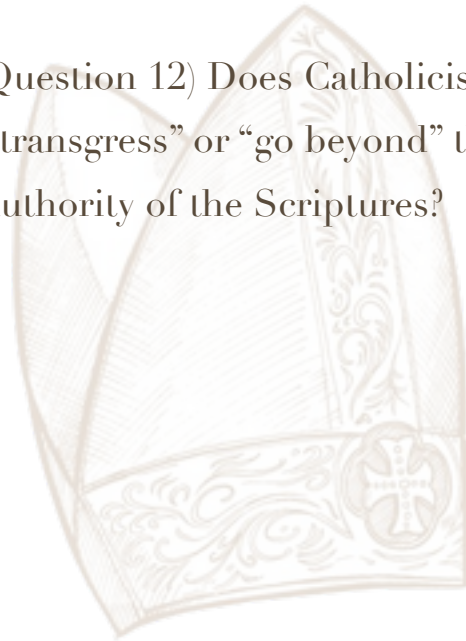 Question 12) Does Catholicis
“transgress” or “go beyond” t
uthority of the Scriptures?